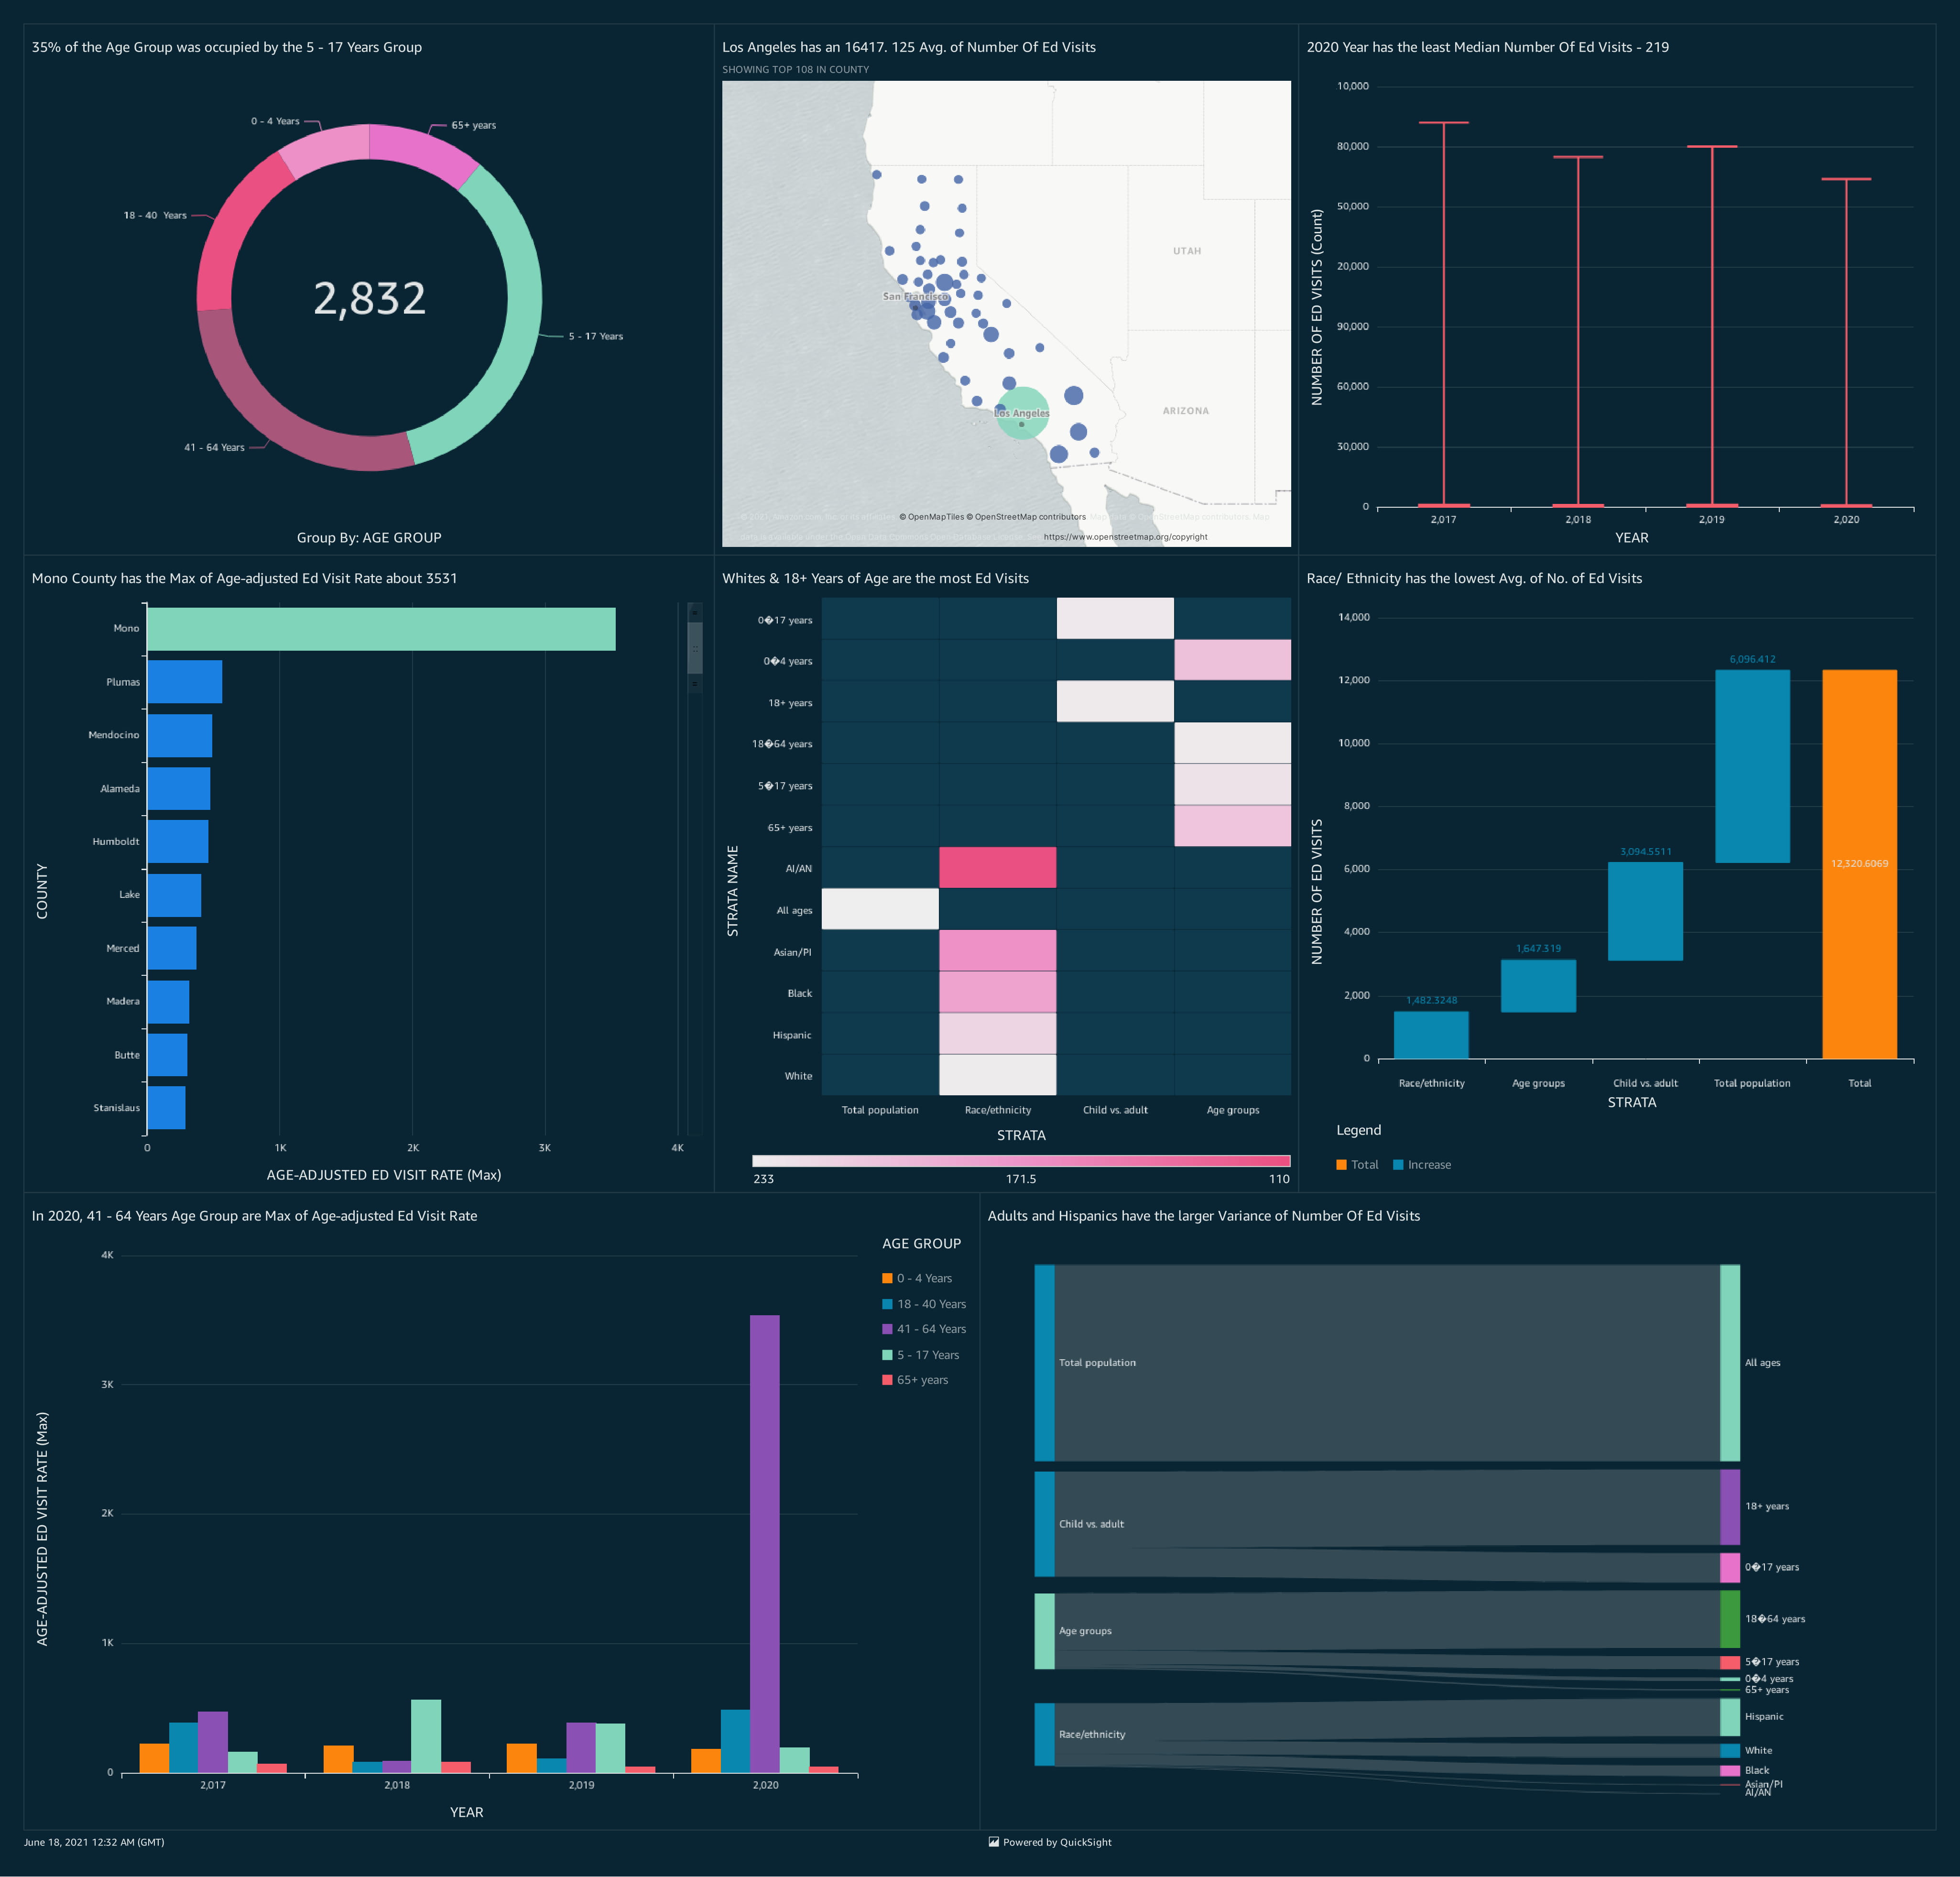 35% of the Age Group was occupied by the 5 - 17 Years Group
0 - 4 Years
65+ years
18 - 40 Years
2,832
5 - 17 Years
41 - 64 Years
Group By: AGE GROUP
Los Angeles has an 16417. 125 Avg. of Number Of Ed Visits
SHOWING TOP 108 IN COUNTY
UTAH
San Francisco
ARIZONA
Los Angeles
© OpenMapTiles © OpenStreetMap contributors
https://www.openstreetmap.org/copyright
2020 Year has the least Median Number Of Ed Visits - 219
NUMBER OF ED VISITS (Count)
10,000
80,000
50,000
20,000
90,000
60,000
30,000
0
2,017 2,018 2,019 2,020
YEAR
Mono County has the Max of Age-adjusted Ed Visit Rate about 3531
COUNTY
Mono
Plumas
Mendocino
Alameda
Humboldt
Lake
Merced
Madera
Butte
Stanislaus
0 1K 2K 3K 4K
AGE-ADJUSTED ED VISIT RATE (Max)
Whites & 18+ Years of Age are the most Ed Visits
STRATA NAME
0�17 years
0�4 years
18+ years
18�64 years
5�17 years
65+ years
AI/AN
All ages
Asian/PI
Black
Hispanic
White
Total population Race/ethnicity Child vs. adult Age groups
STRATA
233 171.5 110
Race/ Ethnicity has the lowest Avg. of No. of Ed Visits
NUMBER OF ED VISITS
14,000
12,000
10,000
8,000
6,000
4,000
2,000
0
1,482.3248
1,647.319
3,094.5511
6,096.412
12,320.6069
Race/ethnicity Age groups Child vs. adult Total population Total
STRATA
Legend
Total Increase
In 2020, 41 - 64 Years Age Group are Max of Age-adjusted Ed Visit Rate
AGE-ADJUSTED ED VISIT RATE (Max)
4K
3K
2K
1K
0
2,017 2,018 2,019 2,020
YEAR
AGE GROUP
0 - 4 Years
18 - 40 Years
41 - 64 Years
5 - 17 Years
65+ years
Adults and Hispanics have the larger Variance of Number Of Ed Visits
Total population
Child vs. adult
Age groups
Race/ethnicity
All ages
18+ years
0�17 years
18�64 years
5�17 years
0�4 years
65+ years
Hispanic
White
Black
Asian/PI
AI/AN
June 18, 2021 12:32 AM (GMT)
Powered by QuickSight